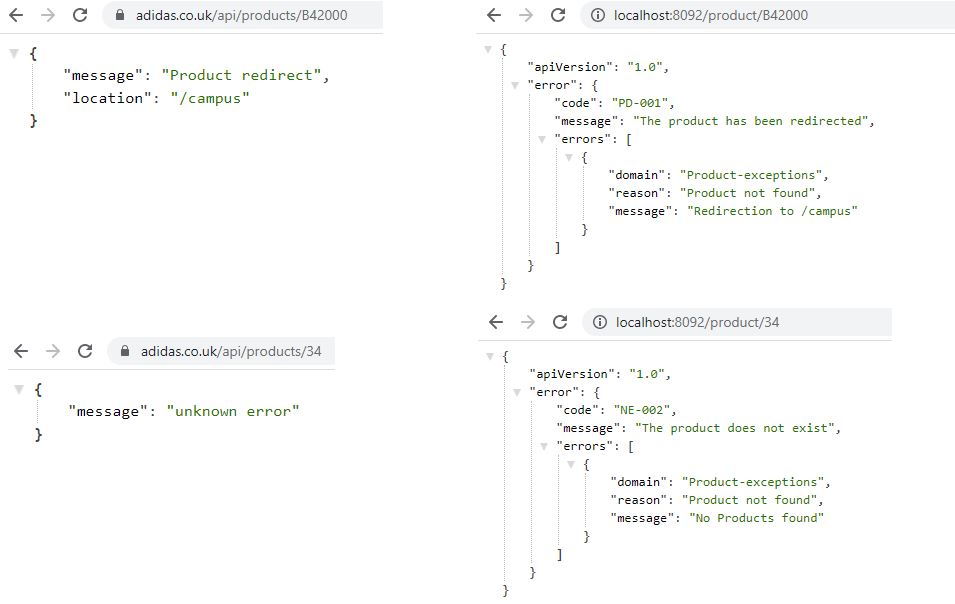 adidas.co.uk/api/products/B42000
{
"message": "Product redirect",
"location": "/campus"
}
localhost:8092/product/B42000
{
"apiVersion": "1.0",
"error": {
"code": "PD-001",
"message": "The product has been redirected",
"errors": [
{
"domain": "Product-exceptions",
"reason": "Product not found",
"message": "Redirection to /campus"
}
]
}
}
adidas.co.uk/api/products/34
{
"message": "unknown error"
}
localhost:8092/product/34
{
"apiVersion": "1.0",
"error": {
"code": "NE-002",
"message": "The product does not exist",
"errors": [
{
"domain": "Product-exceptions",
"reason": "Product not found",
"message": "No Products found"
}
]
}
}